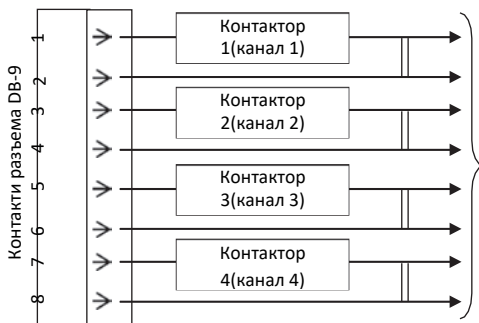 Контакти разъема DB-9
1
Контактор
1(канал 1)
2
3
Контактор
2(канал 2)
4
5
Контактор
3(канал 3)
6
7
Контактор
4(канал 4)
8